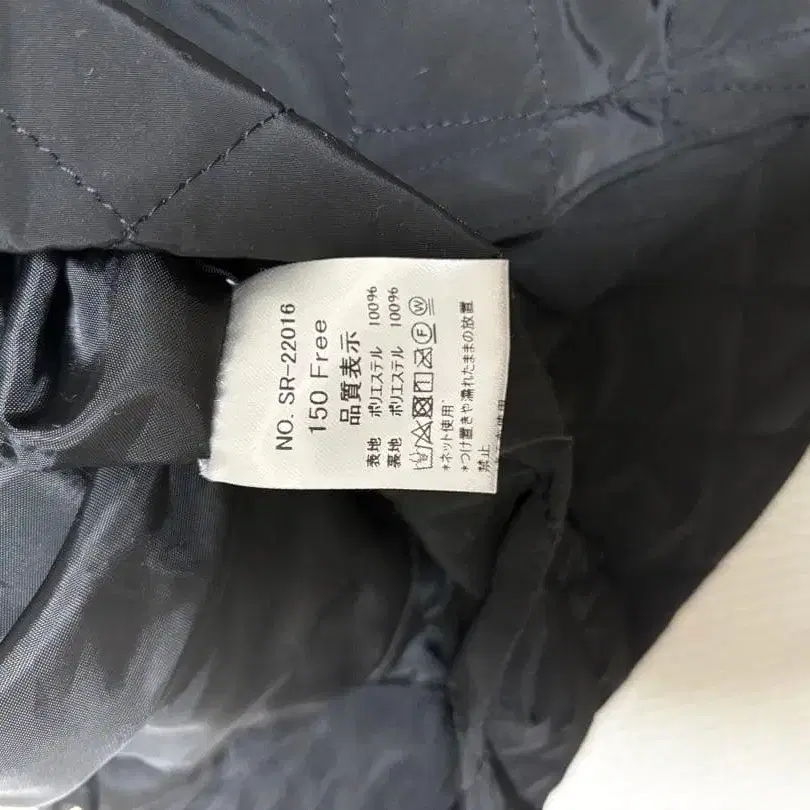 NO. SR-22016
150 Free
品質表示
表地 ポリエステル 100%
裏地 ポリエステル 100%
F W
*ネット使用
*つけ置きや濡れたままの放置
禁止